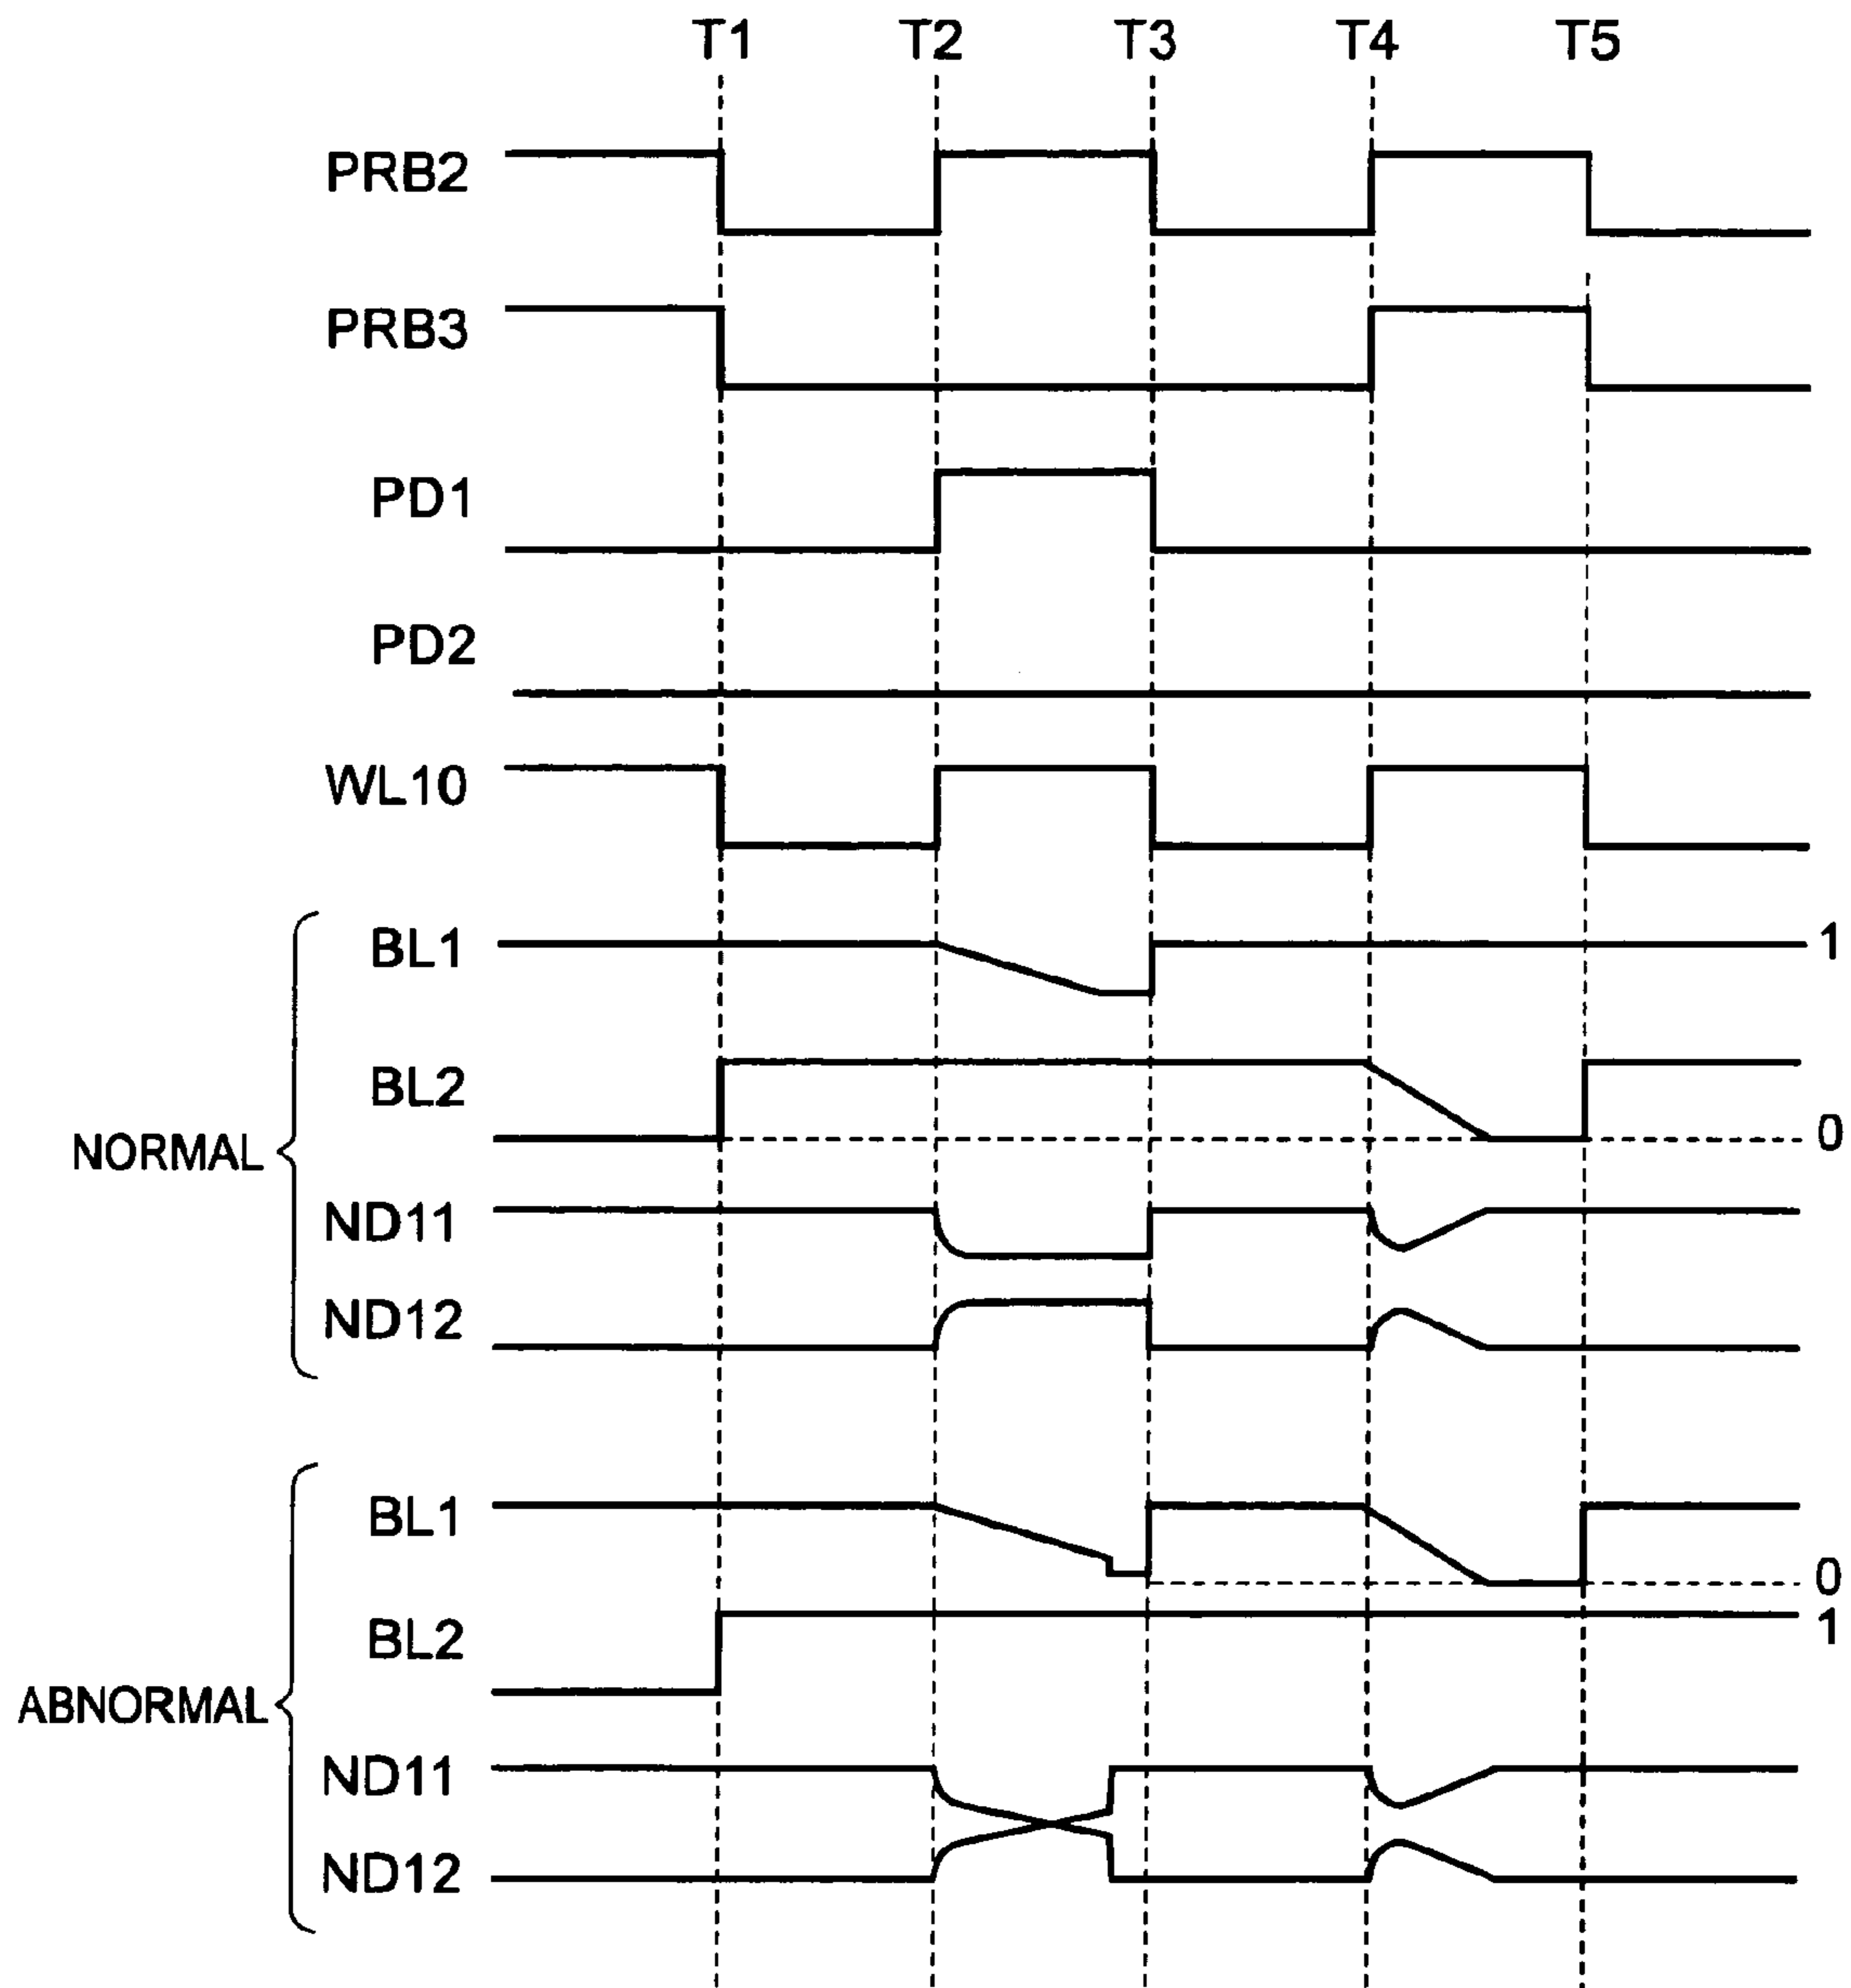 T1 T2 T3 T4 T5
PRB2
PRB3
PD1
PD2
WL10
NORMAL
BL1 1
BL2 0
ND11
ND12
ABNORMAL
BL1 0
BL2 1
ND11
ND12